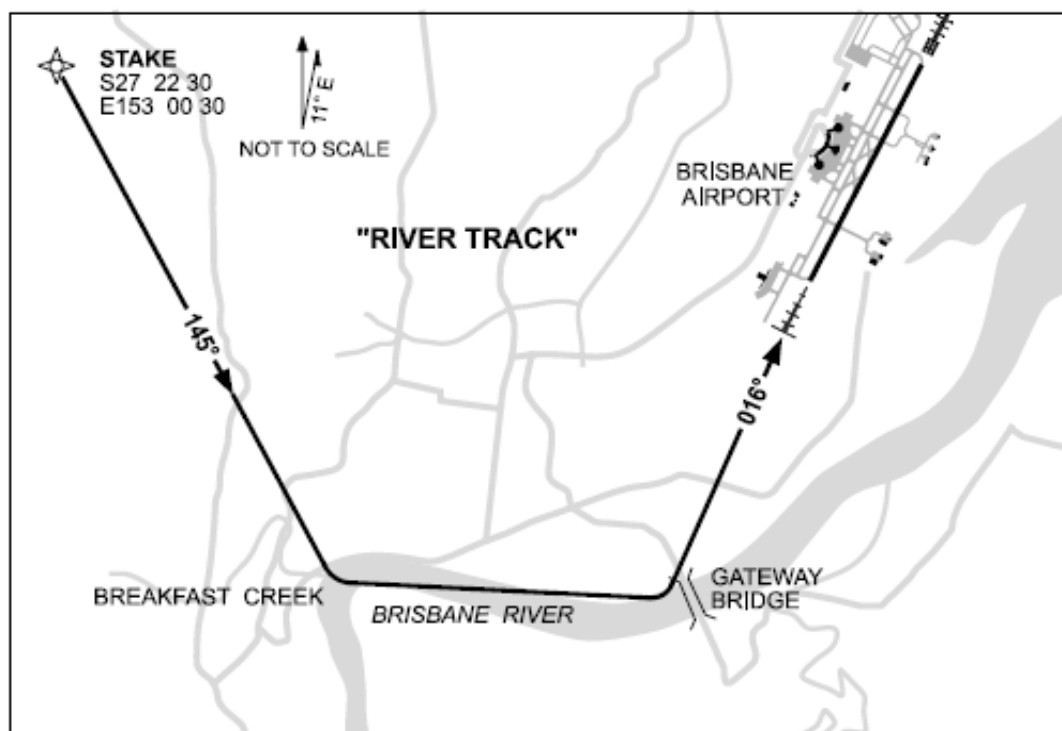 STAKE
S27 22 30
E153 00 30
11° E
NOT TO SCALE
BRISBANE
AIRPORT
"RIVER TRACK"
145°
016°
BREAKFAST CREEK
BRISBANE RIVER
GATEWAY
BRIDGE